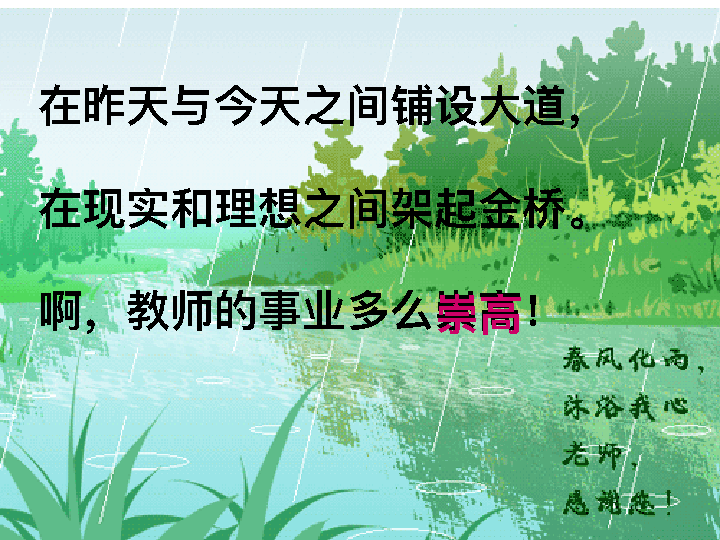 在昨天与今天之间铺设大道，
在现实和理想之间架起金桥。
啊，教师的事业多么崇高！
春风化雨，
沐浴我心
老师，
感谢您！